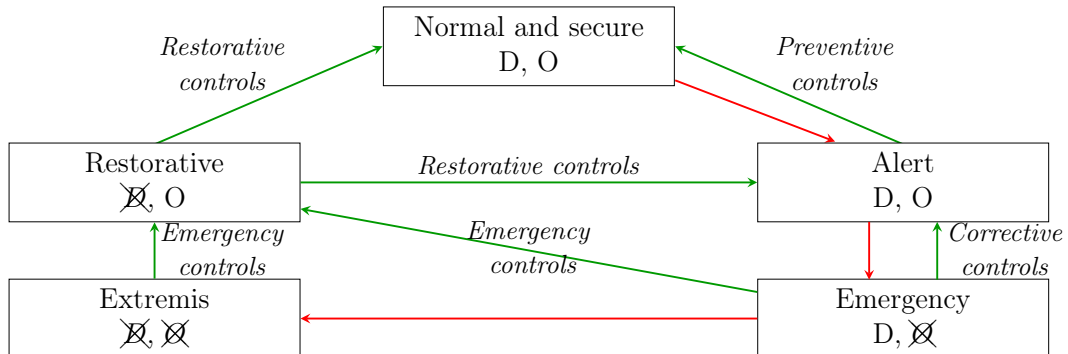 Normal and secure
D, O
Restorative
controls
Preventive
controls
Restorative
D, O
Restorative controls
Alert
D, O
Emergency
controls
Emergency
controls
Corrective
controls
Extremis
D, O
Emergency
D, O